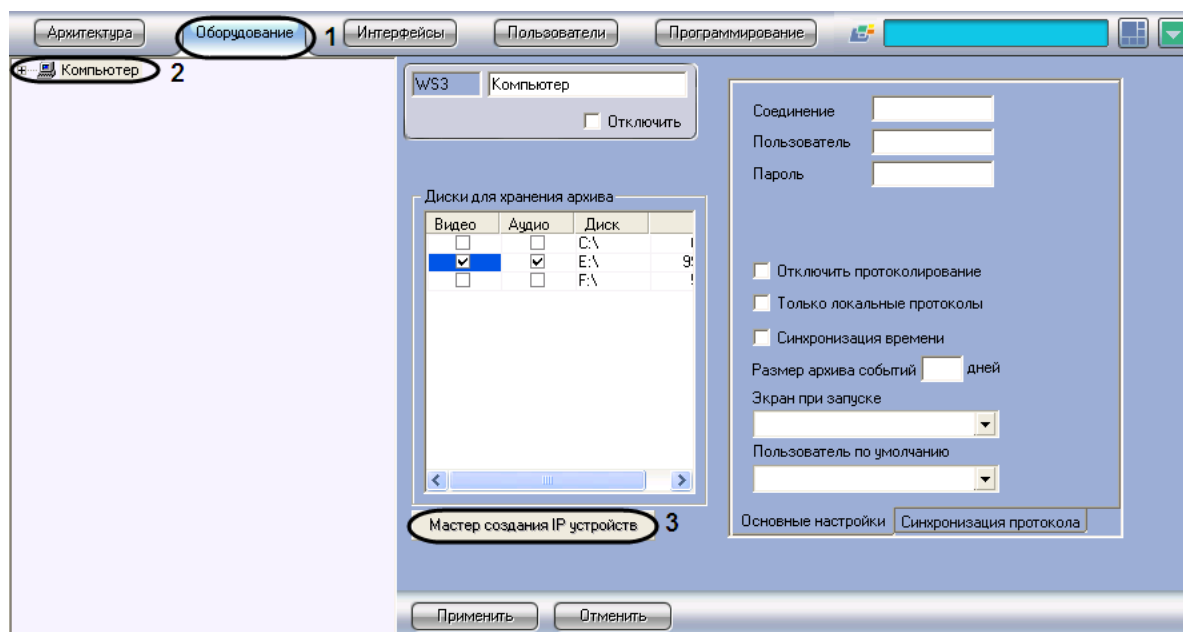 Архитектура Оборудование 1 Интерфейсы Пользователи Программирование
Компьютер 2
WS3 Компьютер
Отключить
Диски для хранения архива
Видео Аудио Диск
C:\
E:\ 9
F:\
Мастер создания IP устройств 3
Соединение
Пользователь
Пароль
Отключить протоколирование
Только локальные протоколы
Синхронизация времени
Размер архива событий дней
Экран при запуске
Пользователь по умолчанию
Основные настройки Синхронизация протокола
Применить Отменить